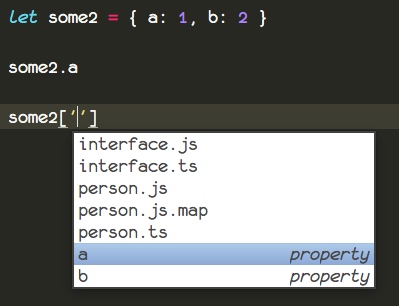 let some2 = { a: 1, b: 2 }
some2.a
some2['']
interface.js
interface.ts
person.js
person.js.map
person.ts
a property
b property